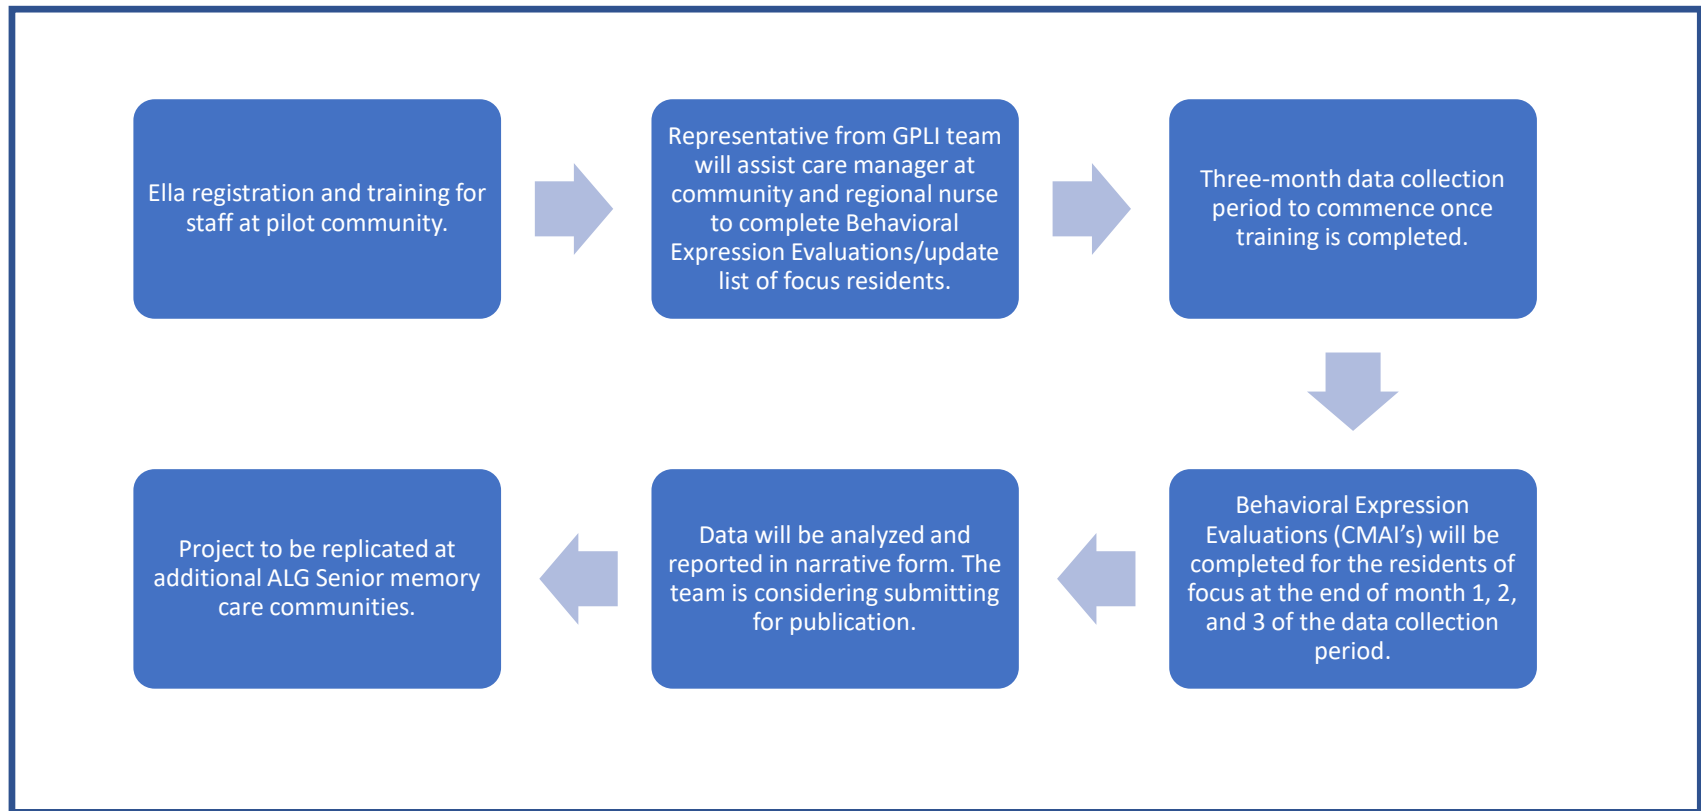 Ella registration and training for
staff at pilot community.
Representative from GPLI team
will assist care manager at
community and regional nurse
to complete Behavioral
Expression Evaluations/update
list of focus residents.
Three-month data collection
period to commence once
training is completed.
Behavioral Expression
Evaluations (CMAI’s) will be
completed for the residents of
focus at the end of month 1, 2,
and 3 of the data collection
period.
Data will be analyzed and
reported in narrative form. The
team is considering submitting
for publication.
Project to be replicated at
additional ALG Senior memory
care communities.